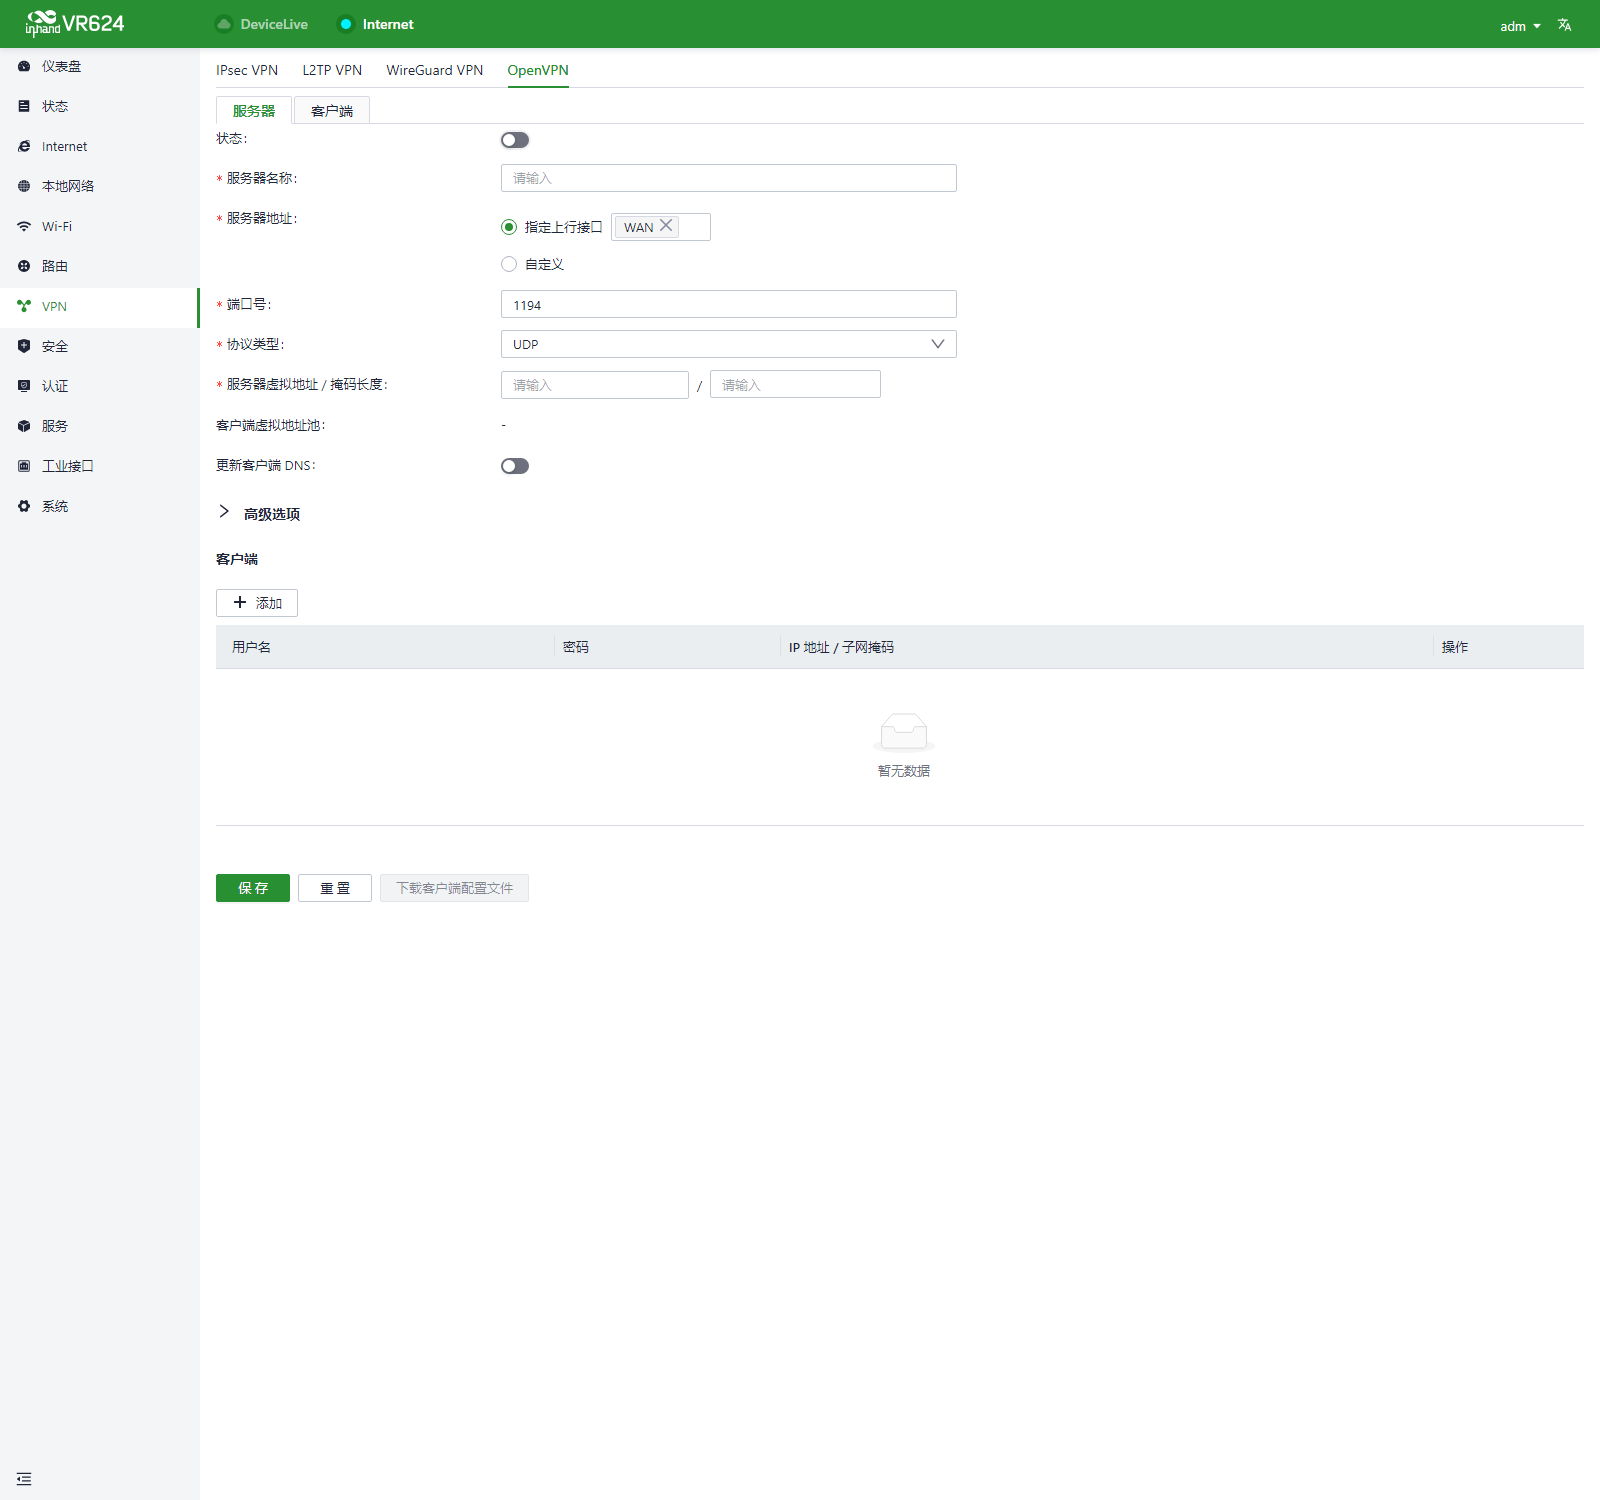 inhand VR624
DeviceLive
Internet
adm
仪表盘
状态
Internet
本地网络
Wi-Fi
路由
VPN
安全
认证
服务
工业接口
系统
IPsec VPN
L2TP VPN
WireGuard VPN
OpenVPN
服务器
客户端
状态:
* 服务器名称:
请输入
* 服务器地址:
指定上行接口
WAN
自定义
* 端口号:
1194
* 协议类型:
UDP
* 服务器虚拟地址 / 掩码长度:
请输入 / 请输入
客户端虚拟地址池:
-
更新客户端 DNS:
高级选项
客户端
添加
用户名
密码
IP 地址 / 子网掩码
操作
暂无数据
保 存
重 置
下载客户端配置文件